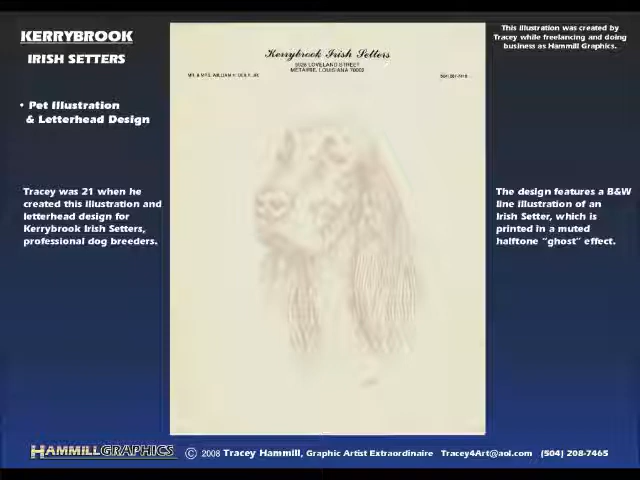 KERRYBROOK
IRISH SETTERS
• Pet Illustration
& Letterhead Design
Tracey was 21 when he
created this illustration and
letterhead design for
Kerrybrook Irish Setters,
professional dog breeders.
Kerrybrook Irish Setters
LOVELAND STREET
METAIRIE, LOUISIANA 70002
MR. & MRS. WILLIAM
This illustration was created by
Tracey while freelancing and doing
business as Hammill Graphics.
The design features a B&W
line illustration of an
Irish Setter, which is
printed in a muted
halftone “ghost” effect.
HAMMILLGRAPHICS © 2008 Tracey Hammill, Graphic Artist Extraordinaire Tracey4Art@aol.com (504) 208-7465